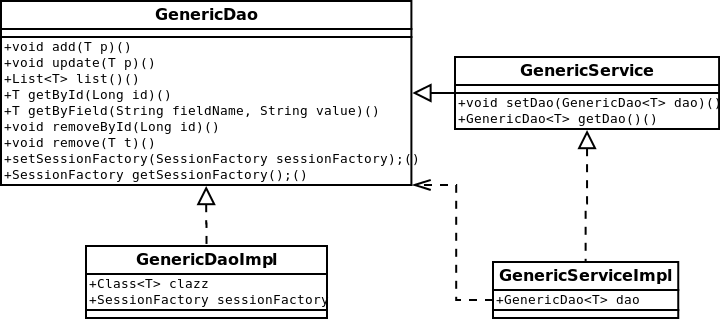 GenericDao
+void add(T p)()
+void update(T p)()
+List<T> list()()
+T getById(Long id)()
+T getByField(String fieldName, String value)()
+void removeById(Long id)()
+void remove(T t)()
+setSessionFactory(SessionFactory sessionFactory);()
+SessionFactory getSessionFactory();()
GenericService
+void setDao(GenericDao<T> dao)()
+GenericDao<T> getDao()()
GenericDaoImpl
+Class<T> clazz
+SessionFactory sessionFactory
GenericServiceImpl
+GenericDao<T> dao